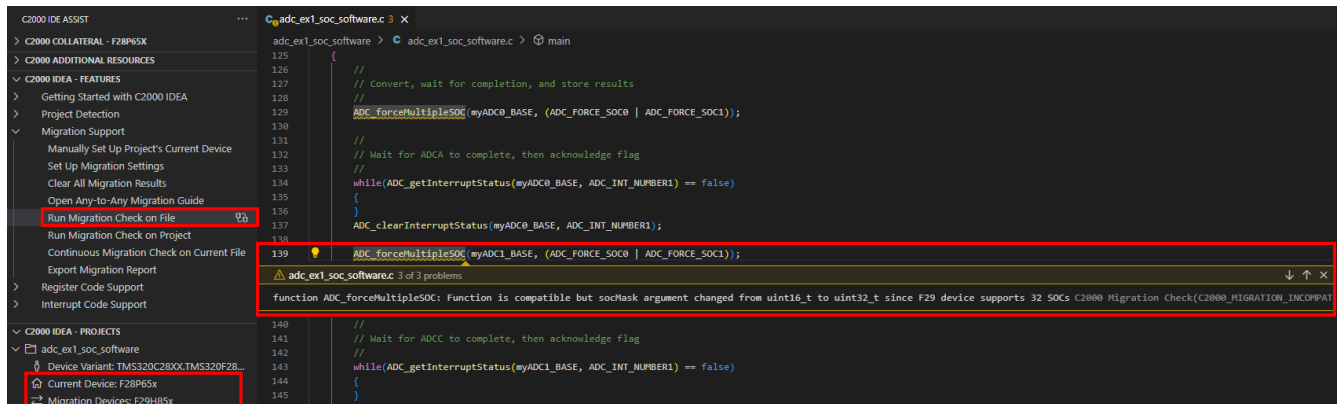 C2000 IDE ASSIST ...
> C2000 COLLATERAL - F28P65X
> C2000 ADDITIONAL RESOURCES
C2000 IDEA - FEATURES
> Getting Started with C2000 IDEA
> Project Detection
Migration Support
Manually Set Up Project's Current Device
Set Up Migration Settings
Clear All Migration Results
Open Any-to-Any Migration Guide
Run Migration Check on File
Run Migration Check on Project
Continuous Migration Check on Current File
Export Migration Report
> Register Code Support
> Interrupt Code Support
C2000 IDEA - PROJECTS
adc_ex1_soc_software
Device Variant: TMS320C28XX.TMS320F28...
Current Device: F28P65x
Migration Devices: F29H85x
adc_ex1_soc_software.c 3 ×
adc_ex1_soc_software > C adc_ex1_soc_software.c > main
125 {
126 //
127 // Convert, wait for completion, and store results
128 //
129 ADC_forceMultipleSOC(myADC0_BASE, (ADC_FORCE_SOC0 | ADC_FORCE_SOC1));
130
131 //
132 // Wait for ADCA to complete, then acknowledge flag
133 //
134 while(ADC_getInterruptStatus(myADC0_BASE, ADC_INT_NUMBER1) == false)
135 {
136 }
137 ADC_clearInterruptStatus(myADC0_BASE, ADC_INT_NUMBER1);
138
139 ADC_forceMultipleSOC(myADC1_BASE, (ADC_FORCE_SOC0 | ADC_FORCE_SOC1));
adc_ex1_soc_software.c 3 of 3 problems
function ADC_forceMultipleSOC: Function is compatible but socMask argument changed from uint16_t to uint32_t since F29 device supports 32 SOCs C2000 Migration Check(C2000_MIGRATION_INCOMPAT
140 //
141 // Wait for ADCC to complete, then acknowledge flag
142 //
143 while(ADC_getInterruptStatus(myADC1_BASE, ADC_INT_NUMBER1) == false)
144 {
145 }